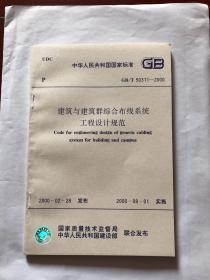 UDC
中华人民共和国国家标准 GB
P
GB/T 50311-2000
建筑与建筑群综合布线系统
工程设计规范
Code for engineering design of generic cabling
system for building and campus
2000-02-28 发布 2000-08-01 实施
国家质量技术监督局
中华人民共和国建设部 联合发布